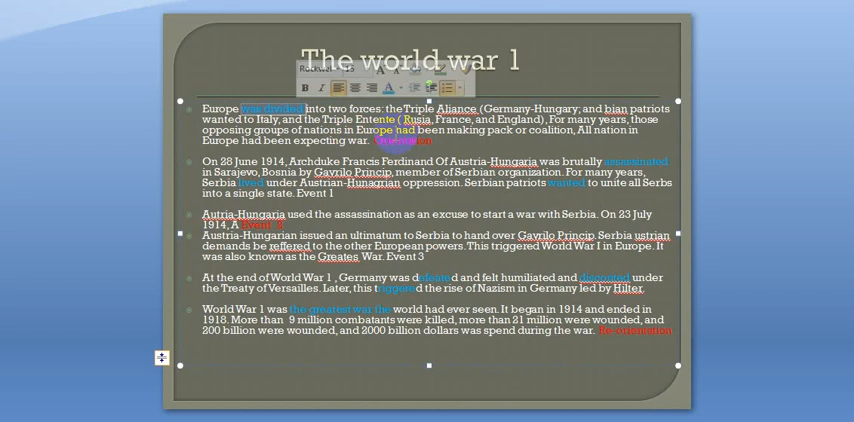 The world war 1
Europe was divided into two forces: the Triple Aliance (Germany-Hungary; and bian patriots
wanted to Italy, and the Triple Entente ( Rusia, France, and England). For many years, those
opposing groups of nations in Europe had been making pack or coalition, All nation in
Europe had been expecting war.
On 28 June 1914, Archduke Francis Ferdinand Of Austria-Hungaria was brutally assassinated
in Sarajevo, Bosnia by Gavrilo Princip, member of Serbian organization. For many years,
Serbia lived under Austrian-Hunagrian oppression. Serbian patriots wanted to unite all Serbs
into a single state. Event 1
Autria-Hungaria used the assassination as an excuse to start a war with Serbia. On 23 July
1914, A Event 2
Austria-Hungarian issued an ultimatum to Serbia to hand over Gavrilo Princip. Serbia ustrian
demands be reffered to the other European powers. This triggered World War I in Europe. It
was also known as the Greates War. Event 3
At the end of World War 1 , Germany was defeated and felt humiliated and under
the Treaty of Versailles. Later, this triggered the rise of Nazism in Germany led by Hilter.
World War 1 was the greatest war the world had ever seen. It began in 1914 and ended in
1918. More than 9 million combatants were killed, more than 21 million were wounded, and
200 billion were wounded, and 2000 billion dollars was spend during the war. Re-orientation